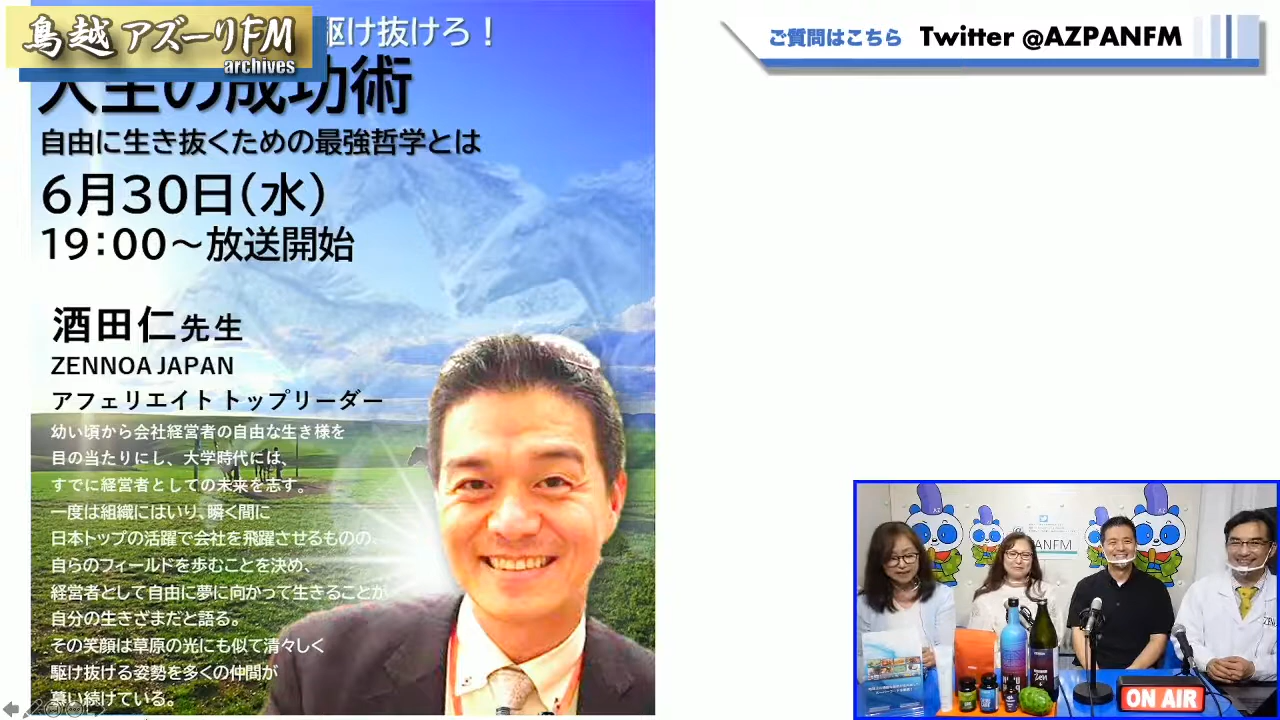 鳥越アズーリFM
archives
駆け抜けろ！
人生の成功術
自由に生き抜くための最強哲学とは
6月30日(水)
19:00〜放送開始
酒田仁先生
ZENNOA JAPAN
アフェリエイト トップリーダー
幼い頃から会社経営者の自由な生き様を
目の当たりにし、大学時代には、
すでに経営者としての未来を志す。
一度は組織にはいり、瞬く間に
日本トップの活躍で会社を飛躍させるものの、
自らのフィールドを歩むことを決め、
経営者として自由に夢に向かって生きることが
自分の生きざまだと語る。
その笑顔は草原の光にも似て清々しく
駆け抜ける姿勢を多くの仲間が
慕い続けている。
ご質問はこちら Twitter @AZPANFM
PANFM
ON AIR